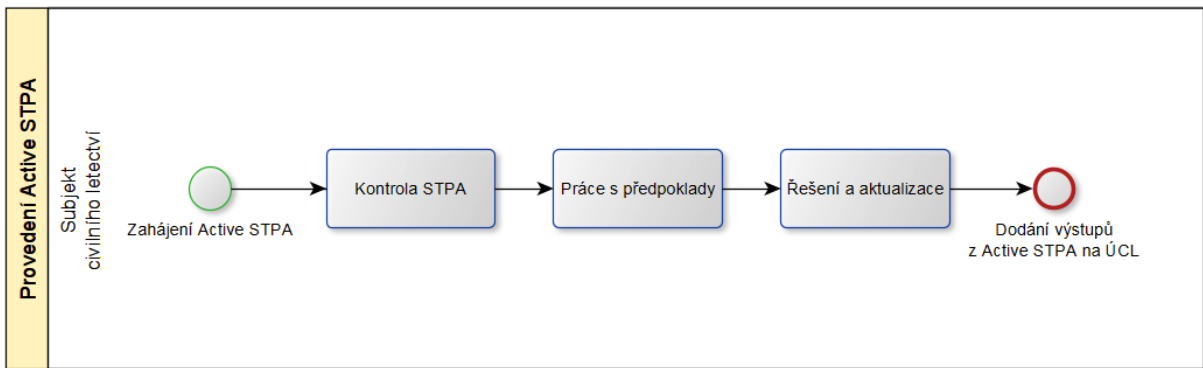 Provedení Active STPA
Subjekt
civilního letectví
Zahájení Active STPA
Kontrola STPA
Práce s předpoklady
Řešení a aktualizace
Dodání výstupů
z Active STPA na ÚCL